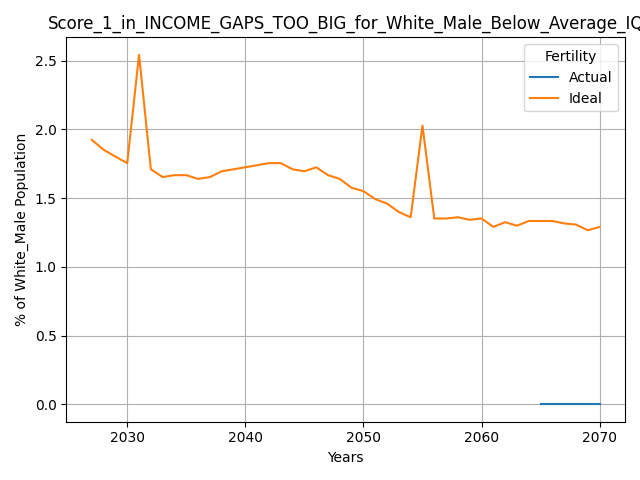 Score_1_in_INCOME_GAPS_TOO_BIG_for_White_Male_Below_Average_IQ
Fertility
Actual
Ideal
% of White_Male Population
2.5
2.0
1.5
1.0
0.5
0.0
2030 2040 2050 2060 2070
Years